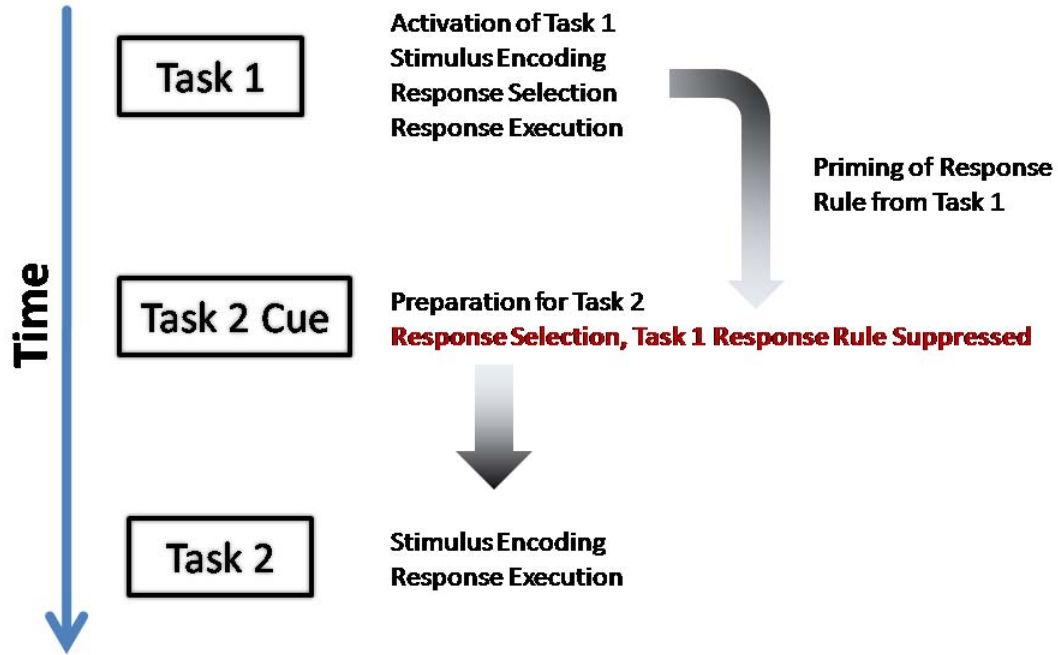 Task 1
Activation of Task 1
Stimulus Encoding
Response Selection
Response Execution
Priming of Response
Rule from Task 1
Time
Task 2 Cue
Preparation for Task 2
Response Selection, Task 1 Response Rule Suppressed
Task 2
Stimulus Encoding
Response Execution